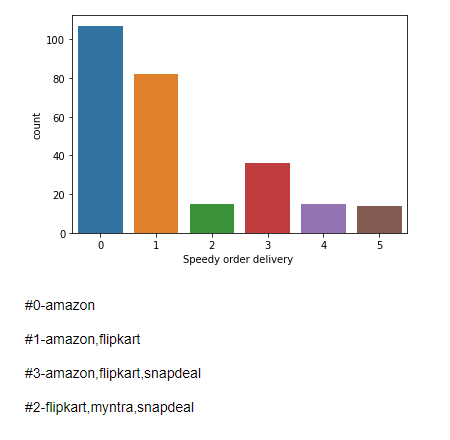 100
80
60
40
20
0
count
0 1 2 3 4 5
Speedy order delivery
#0-amazon
#1-amazon,flipkart
#3-amazon,flipkart,snapdeal
#2-flipkart,myntra,snapdeal